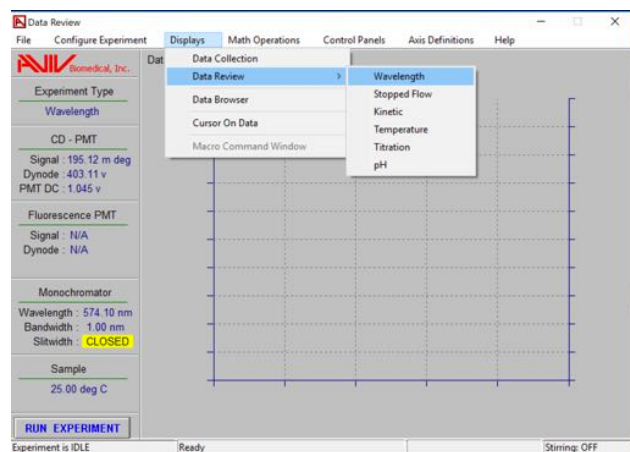 Data Review
File Configure Experiment Displays Math Operations Control Panels Axis Definitions Help
AVIV Biomedical, Inc.
Dat
Data Collection
Data Review > Wavelength
Data Browser
Cursor On Data
Macro Command Window
Stopped Flow
Kinetic
Temperature
Titration
pH
Experiment Type
Wavelength
CD - PMT
Signal : 195.12 m deg
Dynode : 403.11 v
PMT DC : 1.045 v
Fluorescence PMT
Signal : N/A
Dynode : N/A
Monochromator
Wavelength : 574.10 nm
Bandwidth : 1.00 nm
Slitwidth : CLOSED
Sample
25.00 deg C
RUN EXPERIMENT
Experiment is IDLE Ready Stirring: OFF